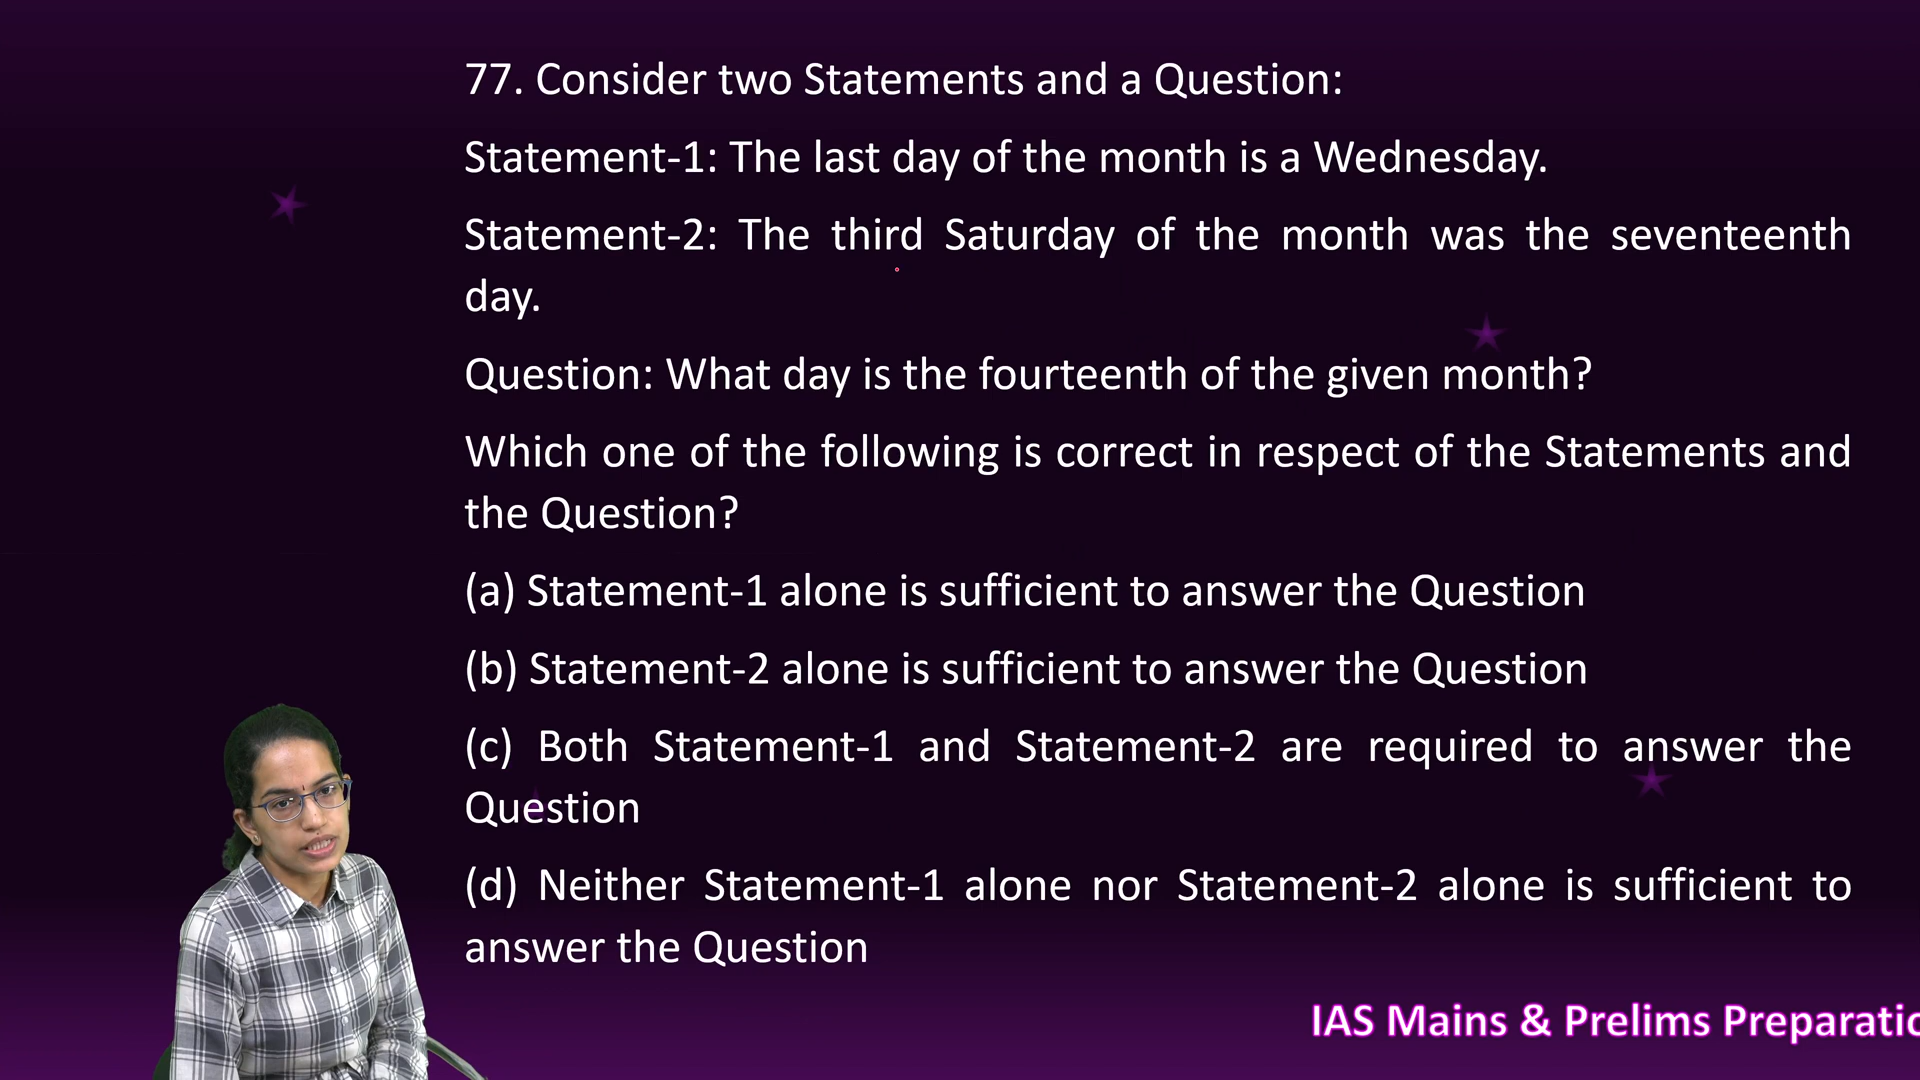 77. Consider two Statements and a Question:
Statement-1: The last day of the month is a Wednesday.
Statement-2: The third Saturday of the month was the seventeenth
day.
Question: What day is the fourteenth of the given month?
Which one of the following is correct in respect of the Statements and
the Question?
(a) Statement-1 alone is sufficient to answer the Question
(b) Statement-2 alone is sufficient to answer the Question
(c) Both Statement-1 and Statement-2 are required to answer the
Question
(d) Neither Statement-1 alone nor Statement-2 alone is sufficient to
answer the Question
IAS Mains & Prelims Preparatio